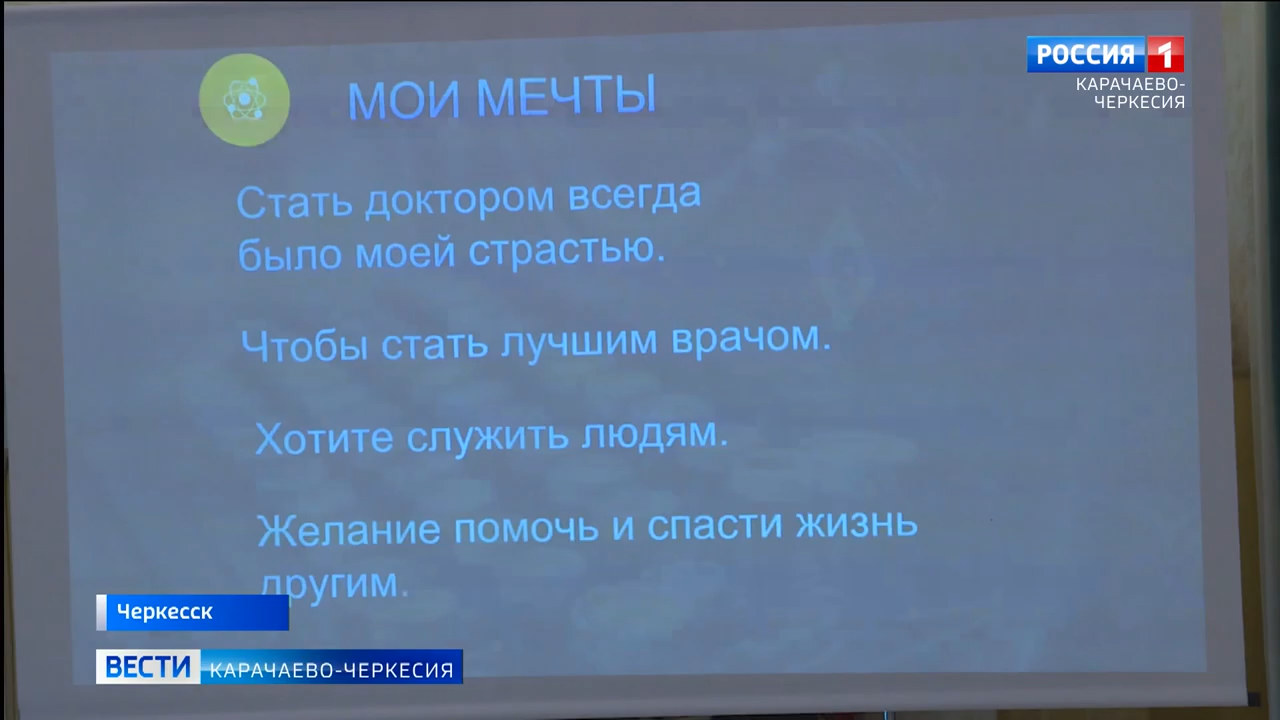 РОССИЯ 1
КАРАЧАЕВО-
ЧЕРКЕСИЯ
МОИ МЕЧТЫ
Стать доктором всегда
было моей страстью.
Чтобы стать лучшим врачом.
Хотите служить людям.
Желание помочь и спасти жизнь
другим.
Черкесск
ВЕСТИ КАРАЧАЕВО-ЧЕРКЕСИЯ